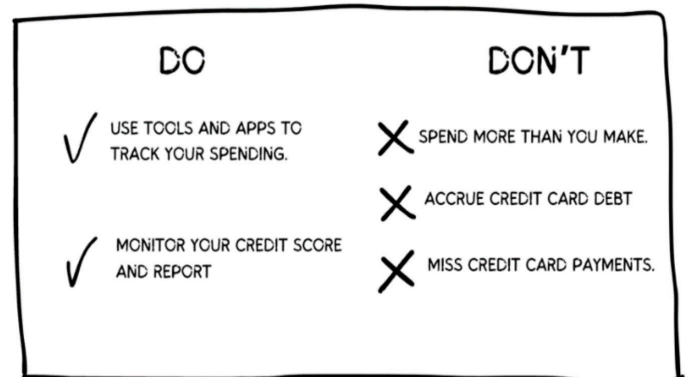 DO
USE TOOLS AND APPS TO
TRACK YOUR SPENDING.
MONITOR YOUR CREDIT SCORE
AND REPORT
DON'T
SPEND MORE THAN YOU MAKE.
ACCRUE CREDIT CARD DEBT
MISS CREDIT CARD PAYMENTS.